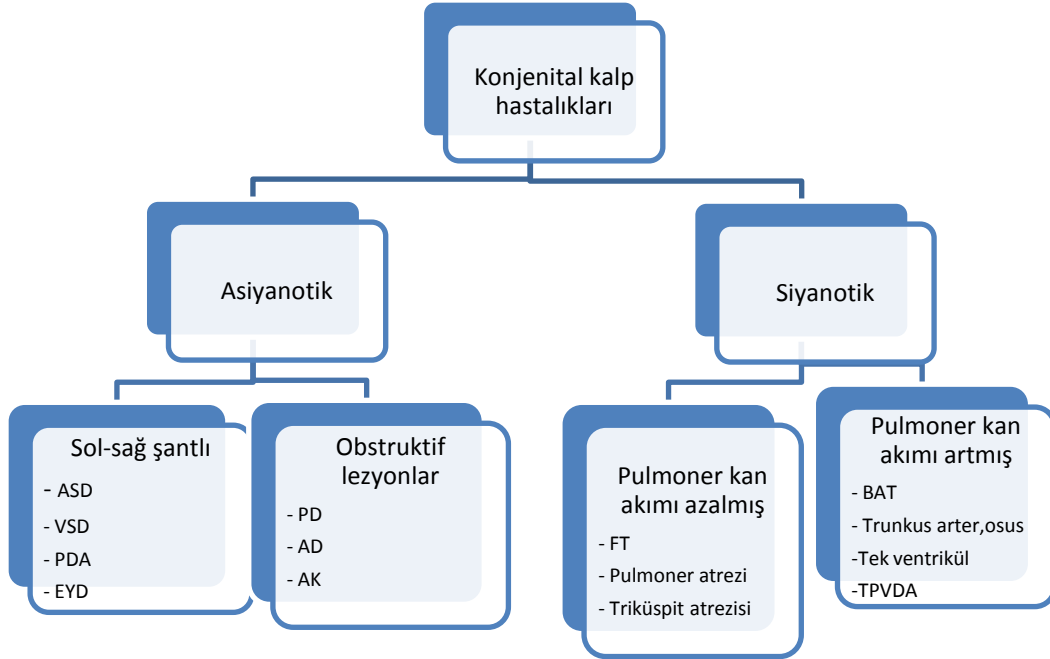 Konjenital kalp
hastalıkları
Asiyanotik
Siyanotik
Sol-sağ şantlı
- ASD
- VSD
- PDA
- EYD
Obstruktif
lezyonlar
- PD
- AD
- AK
Pulmoner kan
akımı azalmış
- FT
- Pulmoner atrezi
- Triküspit atrezisi
Pulmoner kan
akımı artmış
- BAT
- Trunkus arter,osus
-Tek ventrikül
-TPVDA